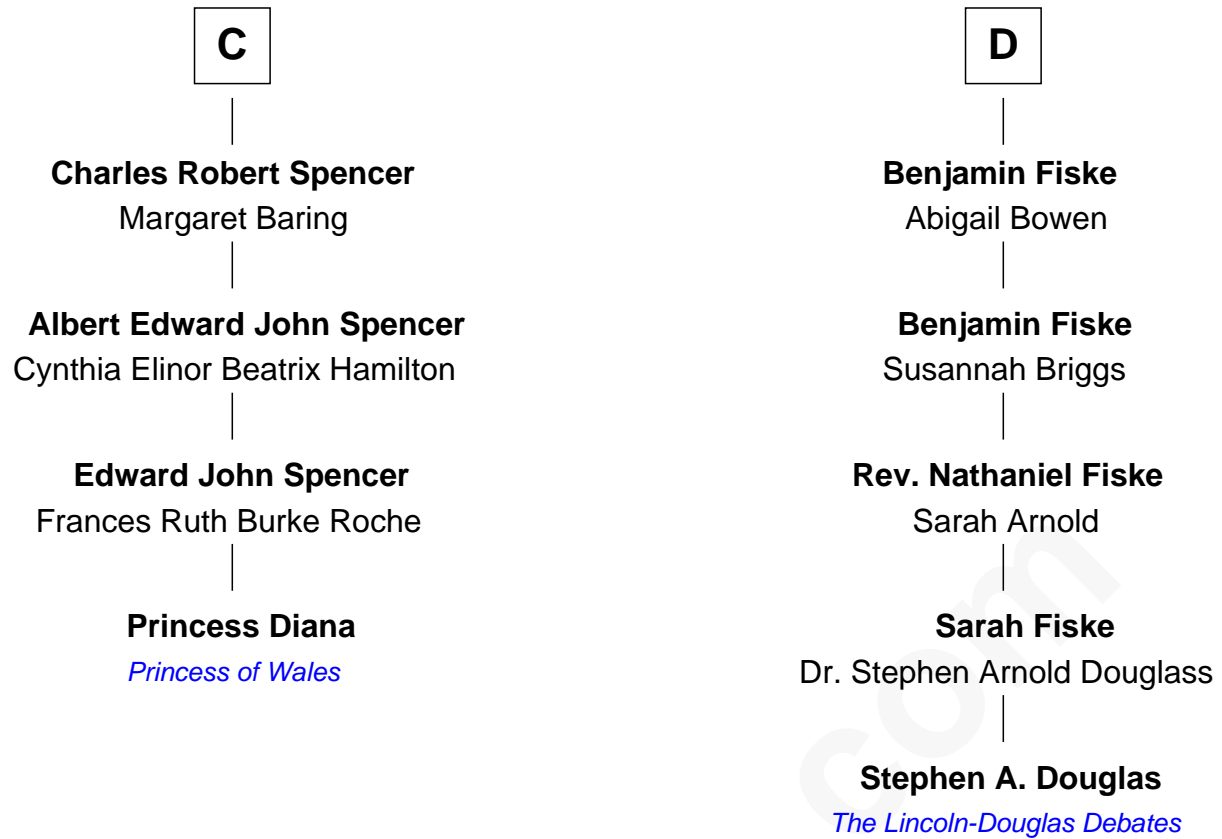 C
Charles Robert Spencer
Margaret Baring
Albert Edward John Spencer
Cynthia Elinor Beatrix Hamilton
Edward John Spencer
Frances Ruth Burke Roche
Princess Diana
Princess of Wales
D
Benjamin Fiske
Abigail Bowen
Benjamin Fiske
Susannah Briggs
Rev. Nathaniel Fiske
Sarah Arnold
Sarah Fiske
Dr. Stephen Arnold Douglass
Stephen A. Douglas
The Lincoln-Douglas Debates
com